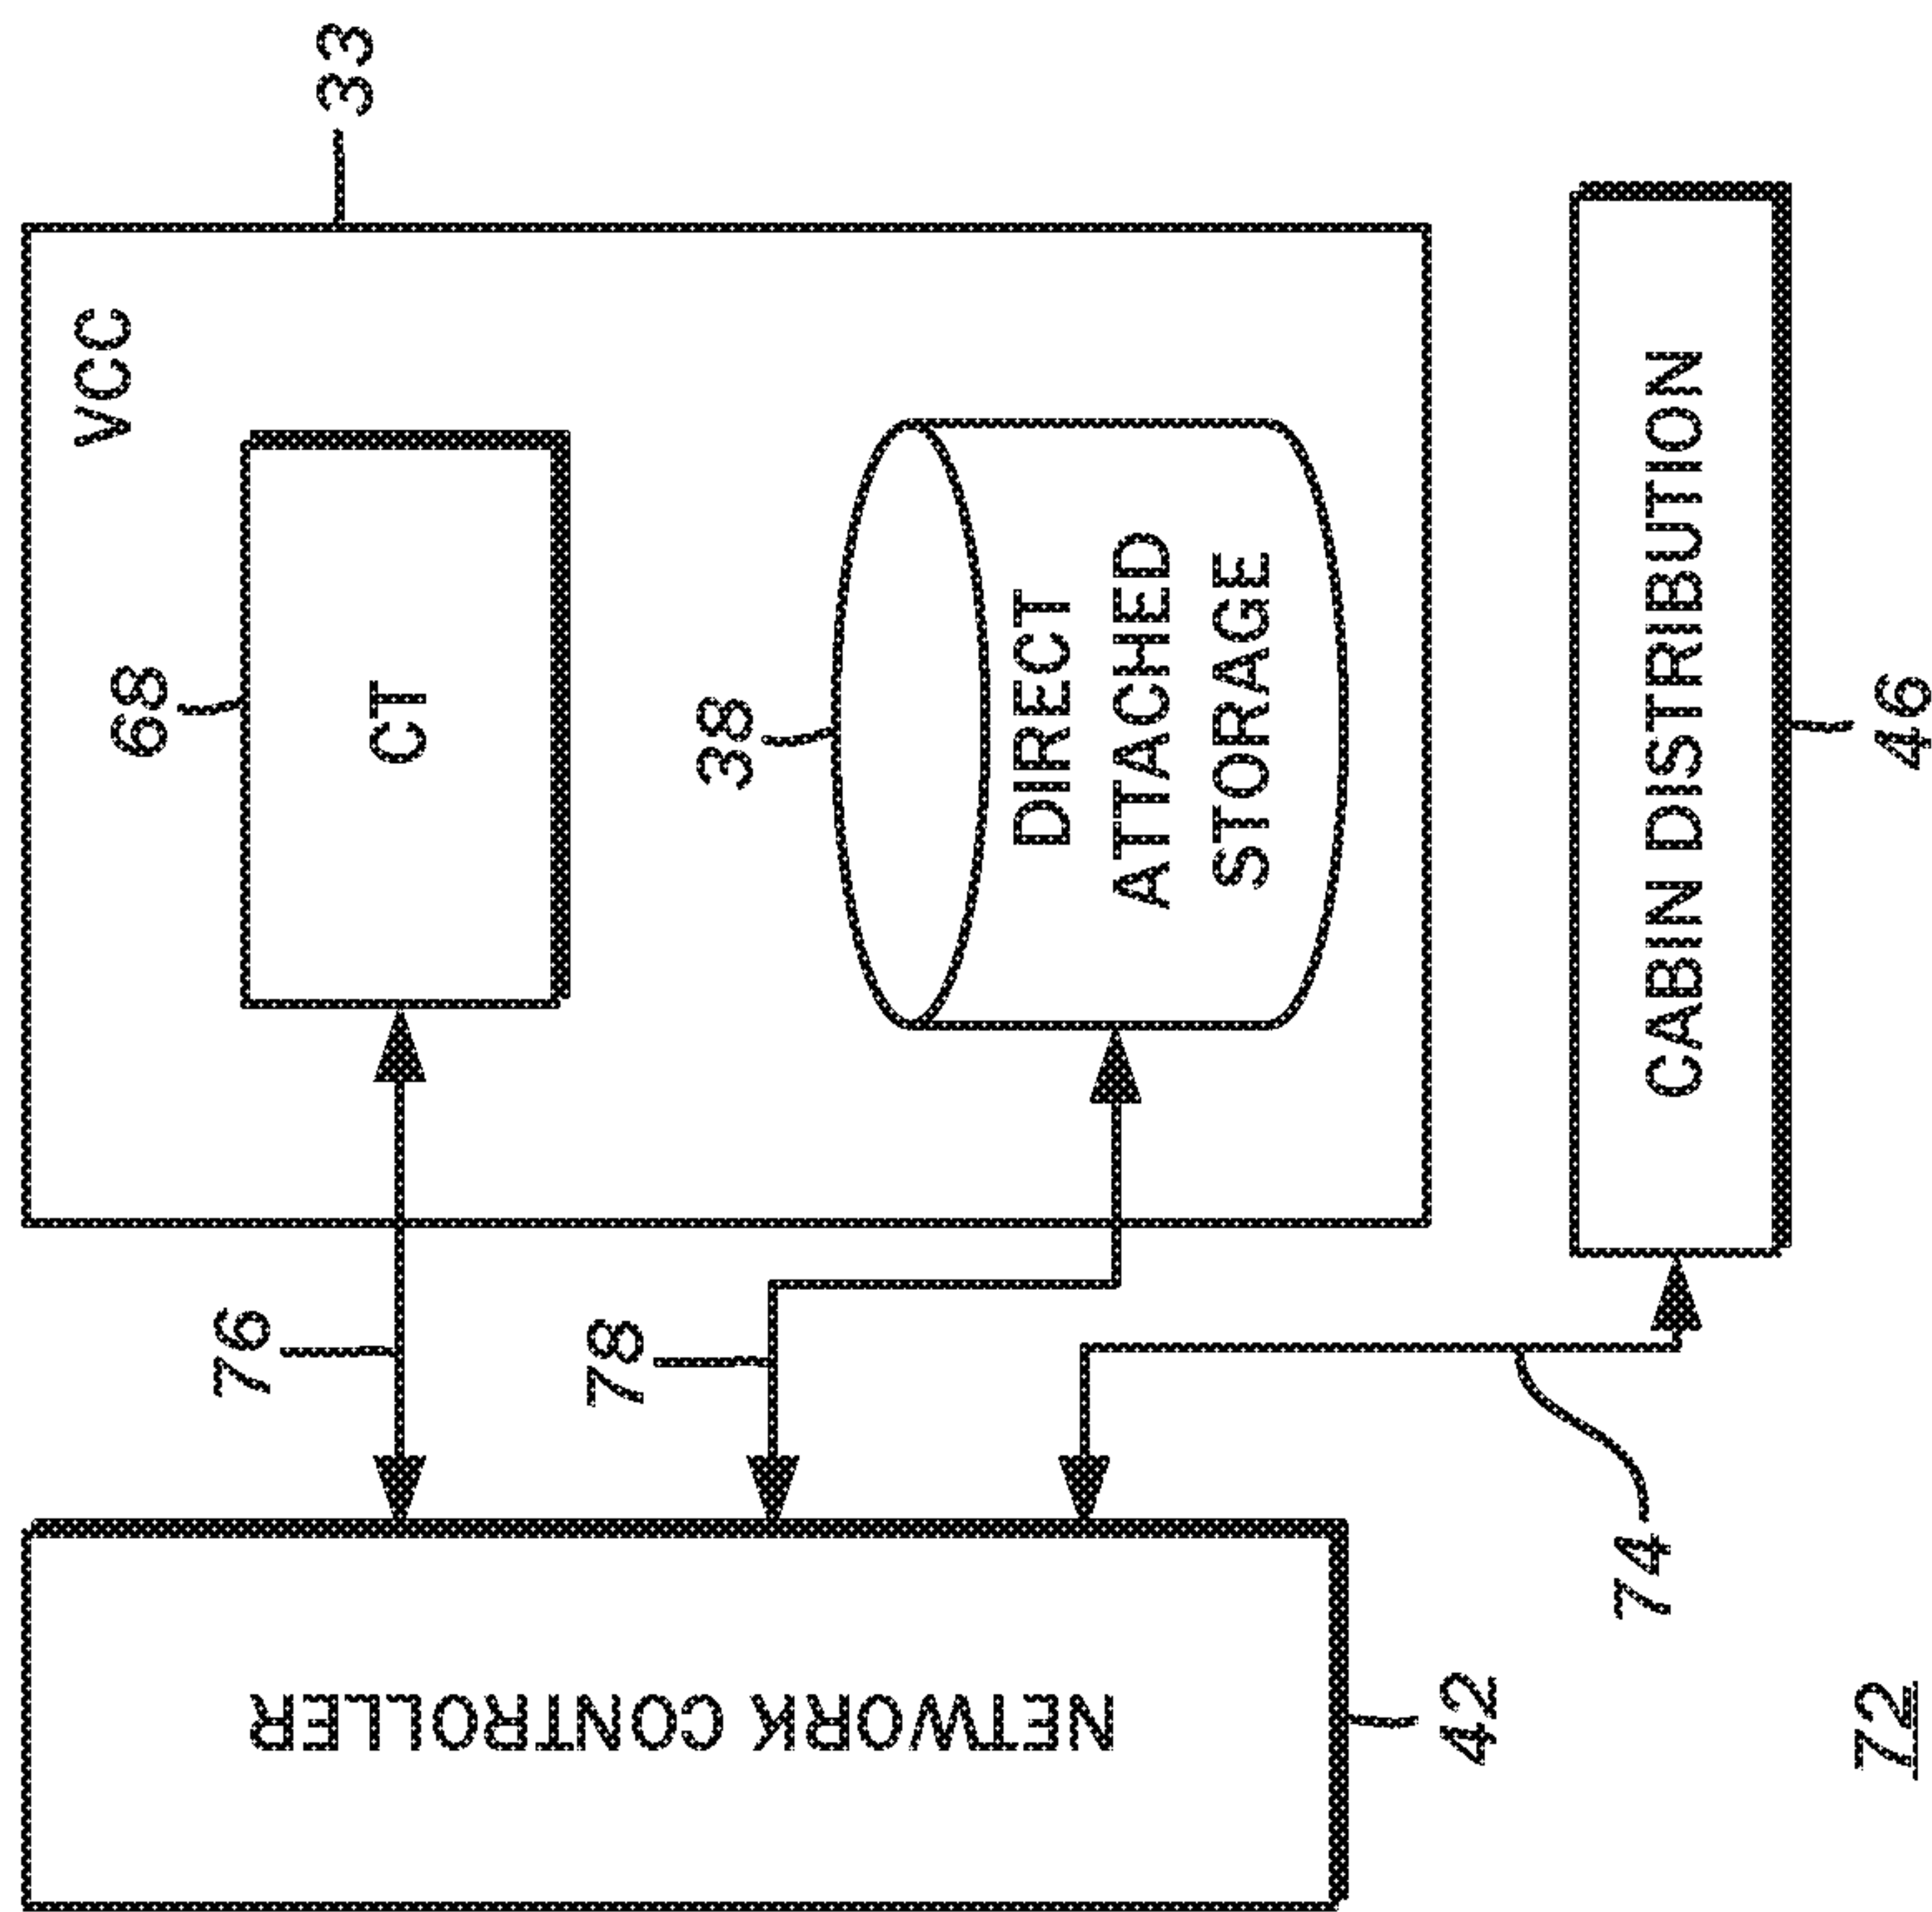 33
VCC
68
CT
38
DIRECT
ATTACHED
STORAGE
76
78
NETWORK CONTROLLER
CABIN DISTRIBUTION
42
74
46
72